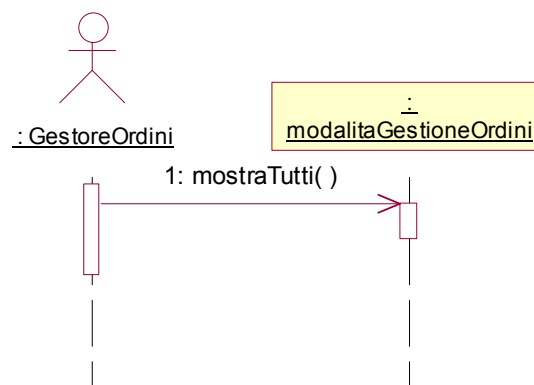 : GestoreOrdini
:
modalitaGestioneOrdini
1: mostraTutti( )